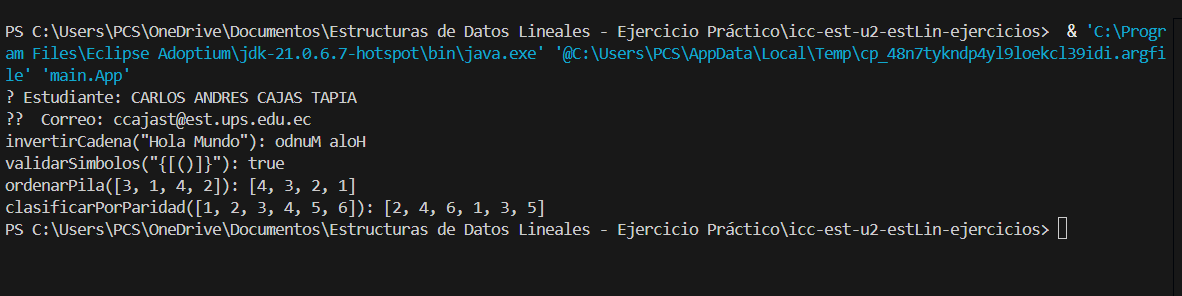 PS C:\Users\PCS\OneDrive\Documentos\Estructuras de Datos Lineales - Ejercicio Práctico\icc-est-u2-estLin-ejercicios>  & 'C:\Progr
am Files\Eclipse Adoptium\jdk-21.0.6.7-hotspot\bin\java.exe' '@C:\Users\PCS\AppData\Local\Temp\cp_48n7tykndp4yl9loekcl39idi.argfi
le' 'main.App'
? Estudiante: CARLOS ANDRES CAJAS TAPIA
??  Correo: ccajast@est.ups.edu.ec
invertirCadena("Hola Mundo"): odnuM aloH
validarSimbolos("{[()]}"): true
ordenarPila([3, 1, 4, 2]): [4, 3, 2, 1]
clasificarPorParidad([1, 2, 3, 4, 5, 6]): [2, 4, 6, 1, 3, 5]
PS C:\Users\PCS\OneDrive\Documentos\Estructuras de Datos Lineales - Ejercicio Práctico\icc-est-u2-estLin-ejercicios>